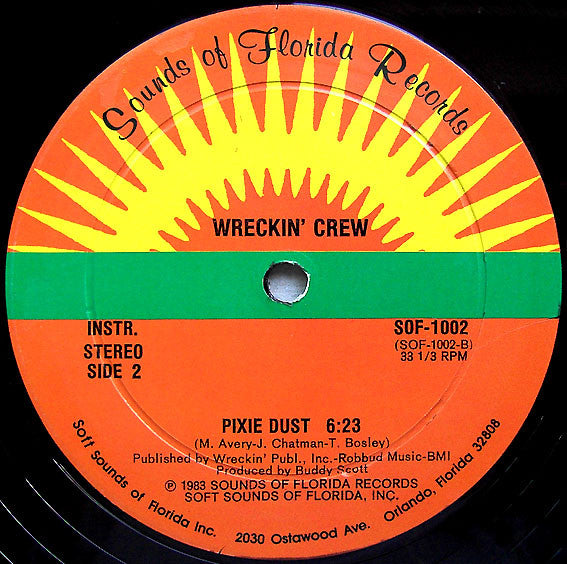 Sounds of Florida Records
WRECKIN' CREW
INSTR.
STEREO
SIDE 2
SOF-1002
(SOF-1002-B)
33 1/3 RPM
PIXIE DUST 6:23
(M. Avery-J. Chatman-T. Bosley)
Published by Wreckin' Publ., Inc.-Robbud Music-BMI
Produced by Buddy Scott
℗ 1983 SOUNDS OF FLORIDA RECORDS
SOFT SOUNDS OF FLORIDA, INC.
Soft Sounds of Florida Inc. 2030 Ostawood Ave. Orlando, Florida 32808